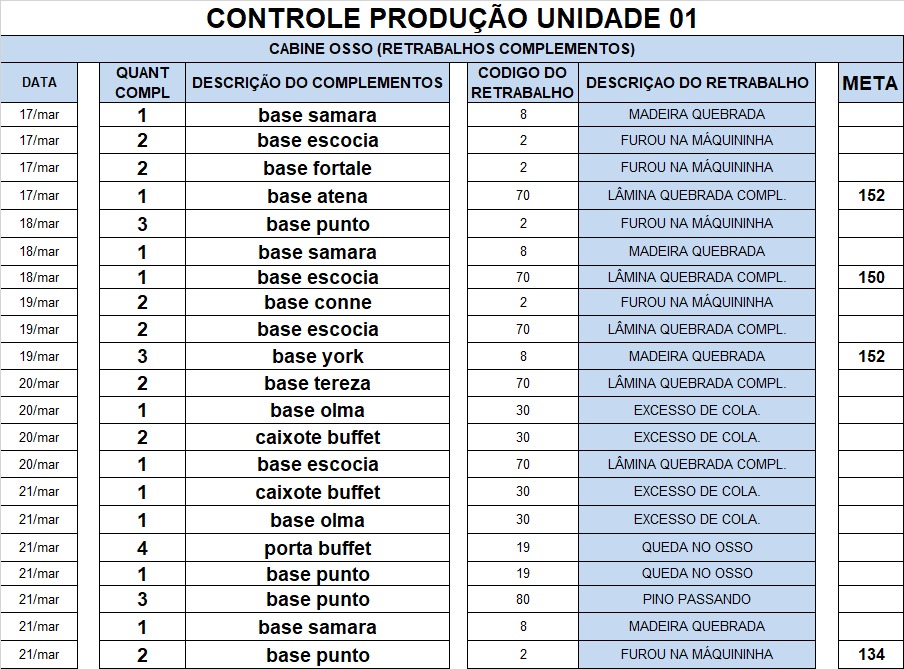 CONTROLE PRODUÇÃO UNIDADE 01
CABINE OSSO (RETRABALHOS COMPLEMENTOS)
DATA QUANT COMPL DESCRIÇÃO DO COMPLEMENTOS CODIGO DO RETRABALHO DESCRIÇAO DO RETRABALHO META
17/mar 1 base samara 8 MADEIRA QUEBRADA
17/mar 2 base escocia 2 FUROU NA MÁQUININHA
17/mar 2 base fortale 2 FUROU NA MÁQUININHA
17/mar 1 base atena 70 LÂMINA QUEBRADA COMPL. 152
18/mar 3 base punto 2 FUROU NA MÁQUININHA
18/mar 1 base samara 8 MADEIRA QUEBRADA
18/mar 1 base escocia 70 LÂMINA QUEBRADA COMPL. 150
19/mar 2 base conne 2 FUROU NA MÁQUININHA
19/mar 2 base escocia 70 LÂMINA QUEBRADA COMPL.
19/mar 3 base york 8 MADEIRA QUEBRADA 152
20/mar 2 base tereza 70 LÂMINA QUEBRADA COMPL.
20/mar 1 base olma 30 EXCESSO DE COLA.
20/mar 2 caixote buffet 30 EXCESSO DE COLA.
20/mar 1 base escocia 70 LÂMINA QUEBRADA COMPL.
21/mar 1 caixote buffet 30 EXCESSO DE COLA.
21/mar 1 base olma 30 EXCESSO DE COLA.
21/mar 4 porta buffet 19 QUEDA NO OSSO
21/mar 1 base punto 19 QUEDA NO OSSO
21/mar 3 base punto 80 PINO PASSANDO
21/mar 1 base samara 8 MADEIRA QUEBRADA
21/mar 2 base punto 2 FUROU NA MÁQUININHA 134